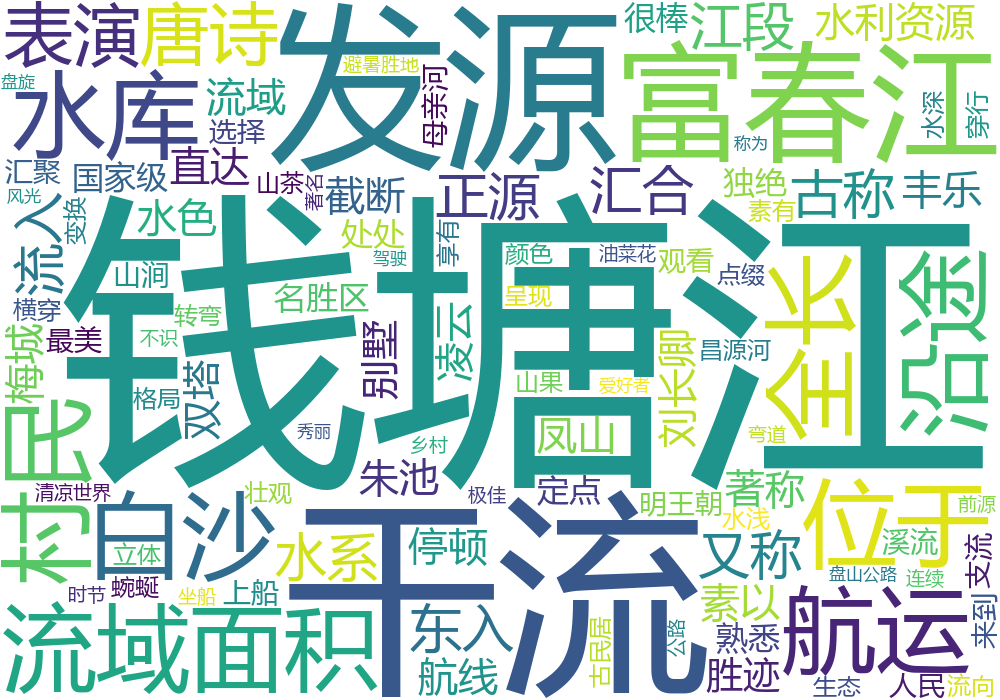 表演
唐诗
发源
很棒
江段
水利资源
盘旋
水库
流域
避暑胜地
母亲河
富春江
选择
水深
穿行
称为
汇聚
国家级
直达
山茶
著名
截断
正源
汇合
独绝
古称
丰乐
风光
流入
变换
水色
钱塘江
处处
享有
颜色
油菜花
观看
素有
点缀
全长
沿途
山涧
驾驶
名胜区
呈现
横穿
转弯
最美
不识
别墅
凌云
刘长卿
昌源河
梅城
双塔
格局
山果
爱好者
村民
秀丽
乡村
凤山
弯道
清凉世界
壮观
朱池
极佳
定点
明王朝
著称
位于
前源
白沙
干流
水浅
立体
水系
停顿
又称
溪流
支流
时节
蜿蜒
坐船
上船
盘山公路
连续
流域面积
东入
航线
古民居
公路
素以
熟悉
胜迹
航运
来到
生态
人民
流向